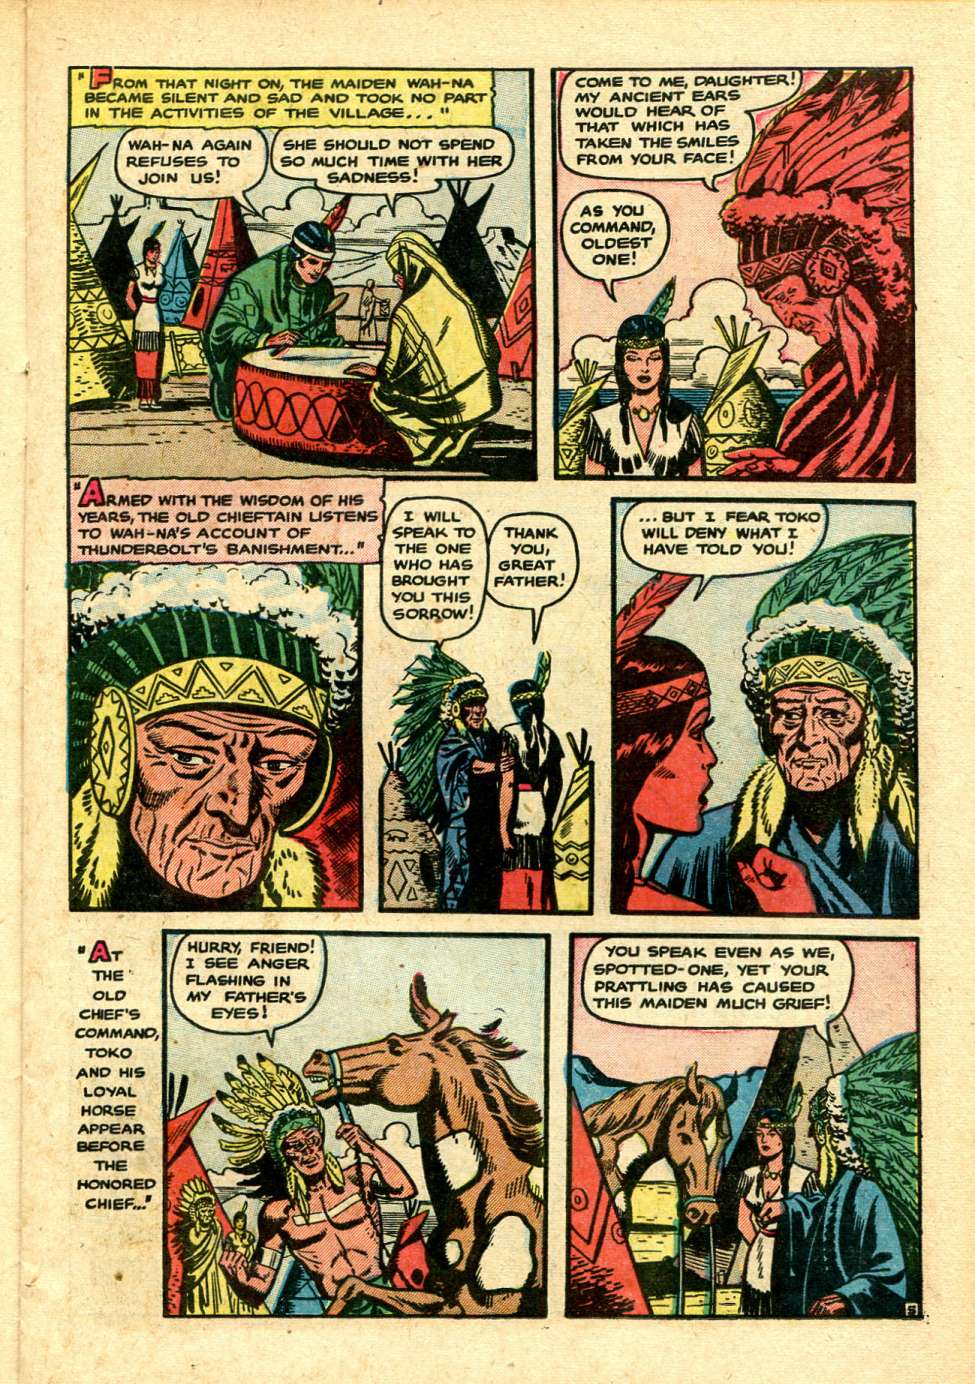 "FROM THAT NIGHT ON, THE MAIDEN WAH-NA
BECAME SILENT AND SAD AND TOOK NO PART
IN THE ACTIVITIES OF THE VILLAGE..."
WAH-NA AGAIN
REFUSES TO
JOIN US!
SHE SHOULD NOT SPEND
SO MUCH TIME WITH HER
SADNESS!
COME TO ME, DAUGHTER!
MY ANCIENT EARS
WOULD HEAR OF
THAT WHICH HAS
TAKEN THE SMILES
FROM YOUR FACE!
AS YOU
COMMAND,
OLDEST
ONE!
"ARMED WITH THE WISDOM OF HIS
YEARS, THE OLD CHIEFTAIN LISTENS
TO WAH-NA'S ACCOUNT OF
THUNDERBOLT'S BANISHMENT..."
I WILL
SPEAK TO
THE ONE
WHO HAS
BROUGHT
YOU THIS
SORROW!
THANK
YOU,
GREAT
FATHER!
...BUT I FEAR TOKO
WILL DENY WHAT I
HAVE TOLD YOU!
"AT
THE
OLD
CHIEF'S
COMMAND,
TOKO
AND HIS
LOYAL
HORSE
APPEAR
BEFORE
THE
HONORED
CHIEF..."
HURRY, FRIEND!
I SEE ANGER
FLASHING IN
MY FATHER'S
EYES!
YOU SPEAK EVEN AS WE,
SPOTTED-ONE, YET YOUR
PRATTLING HAS CAUSED
THIS MAIDEN MUCH GRIEF!
5